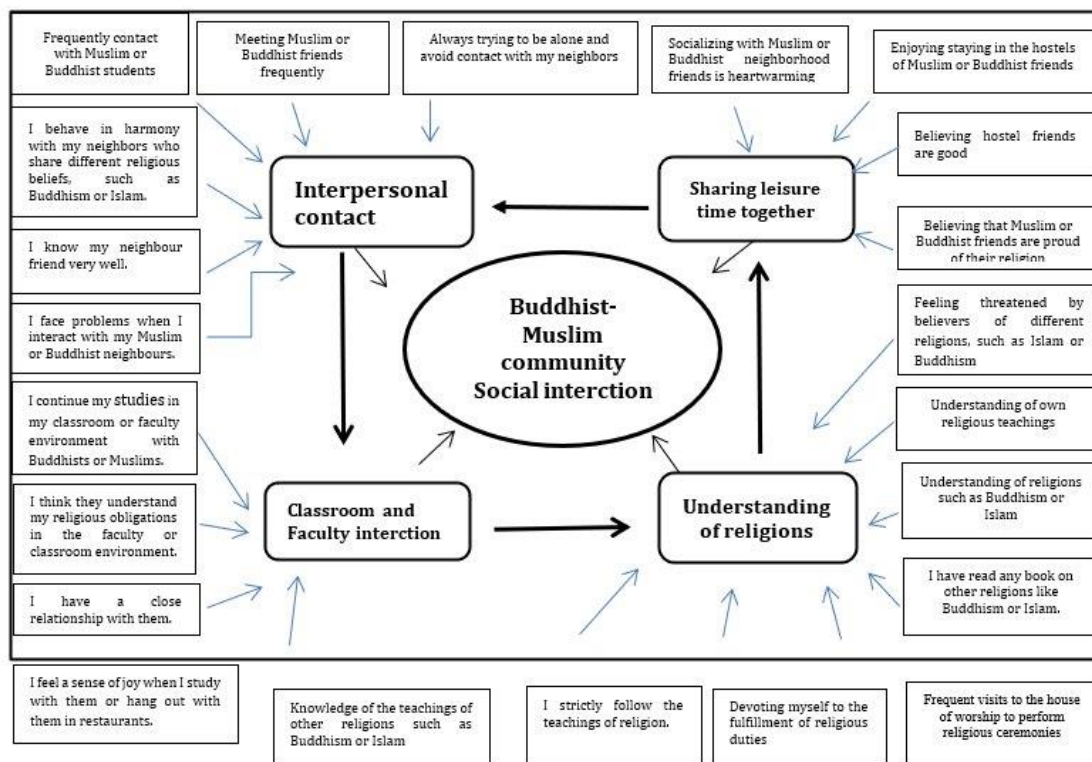 Frequently contact
with Muslim or
Buddhist students
Meeting Muslim or
Buddhist friends
frequently
Always trying to be alone and
avoid contact with my neighbors
Socializing with Muslim or
Buddhist neighborhood
friends is heartwarming
Enjoying staying in the hostels
of Muslim or Buddhist friends
I behave in harmony
with my neighbors who
share different religious
beliefs, such as
Buddhism or Islam.
Interpersonal
contact
Sharing leisure
time together
Believing hostel friends
are good
I know my neighbour
friend very well.
Believing that Muslim or
Buddhist friends are proud
of their religion
I face problems when I
interact with my Muslim
or Buddhist neighbours.
Buddhist-
Muslim
community
Social interction
Feeling threatened by
believers of different
religions, such as Islam or
Buddhism
I continue my studies in
my classroom or faculty
environment with
Buddhists or Muslims.
Understanding of own
religious teachings
I think they understand
my religious obligations
in the faculty or
classroom environment.
Classroom and
Faculty interction
Understanding
of religions
Understanding of religions
such as Buddhism or
Islam
I have a close
relationship with them.
I have read any book on
other religions like
Buddhism or Islam.
I feel a sense of joy when I study
with them or hang out with
them in restaurants.
Knowledge of the teachings of
other religions such as
Buddhism or Islam
I strictly follow the
teachings of religion.
Devoting myself to the
fulfillment of religious
duties
Frequent visits to the house
of worship to perform
religious ceremonies